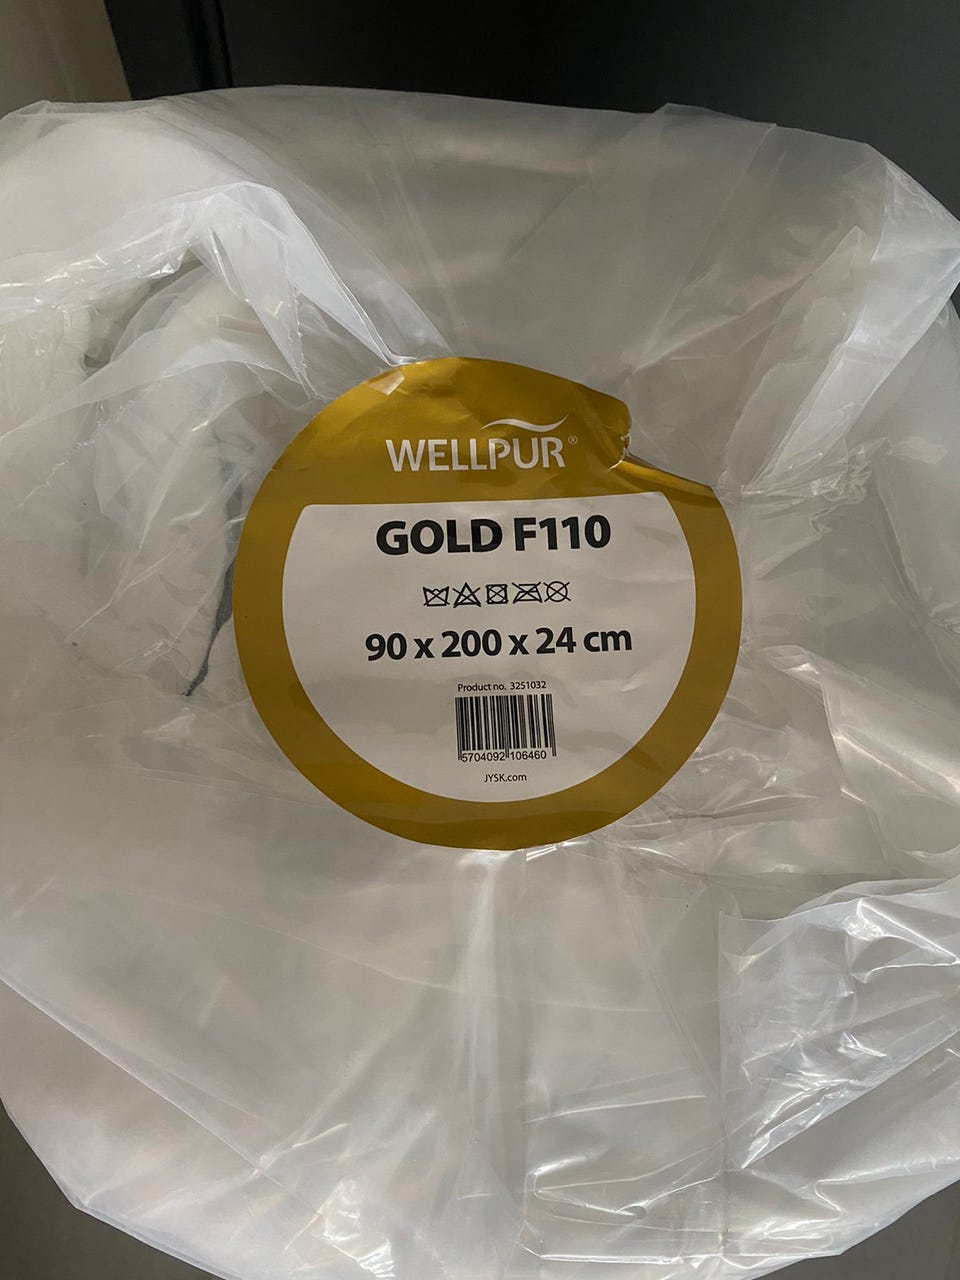 WELLPUR®
GOLD F110
90 x 200 x 24 cm
Product no. 3251032
5704092 106460
JYSK.com